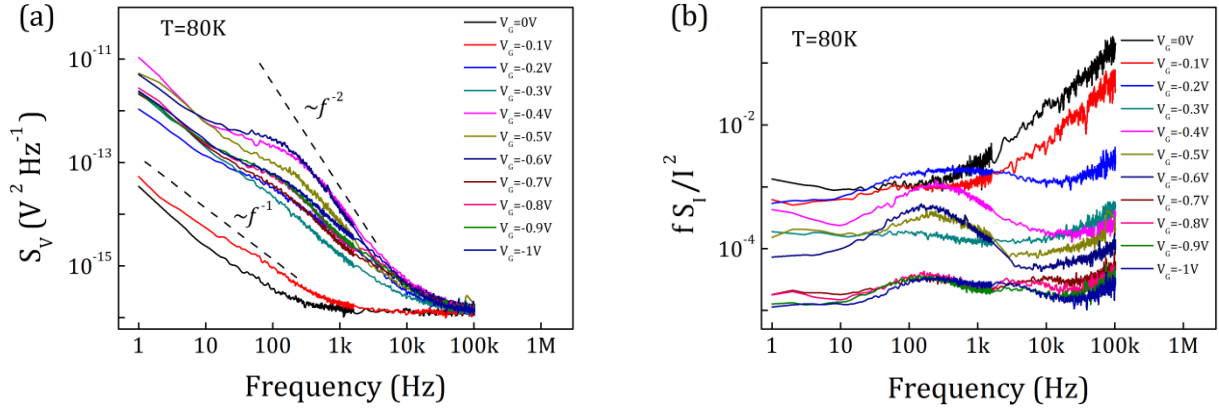 (a)
T=80K
S_V (V^2 Hz^-1)
10^-11
10^-13
10^-15
~f^-2
~f^-1
V_G=0V
V_G=-0.1V
V_G=-0.2V
V_G=-0.3V
V_G=-0.4V
V_G=-0.5V
V_G=-0.6V
V_G=-0.7V
V_G=-0.8V
V_G=-0.9V
V_G=-1V
1 10 100 1k 10k 100k 1M
Frequency (Hz)
(b)
T=80K
f S_I /I^2
10^-2
10^-4
V_G=0V
V_G=-0.1V
V_G=-0.2V
V_G=-0.3V
V_G=-0.4V
V_G=-0.5V
V_G=-0.6V
V_G=-0.7V
V_G=-0.8V
V_G=-0.9V
V_G=-1V
1 10 100 1k 10k 100k 1M
Frequency (Hz)